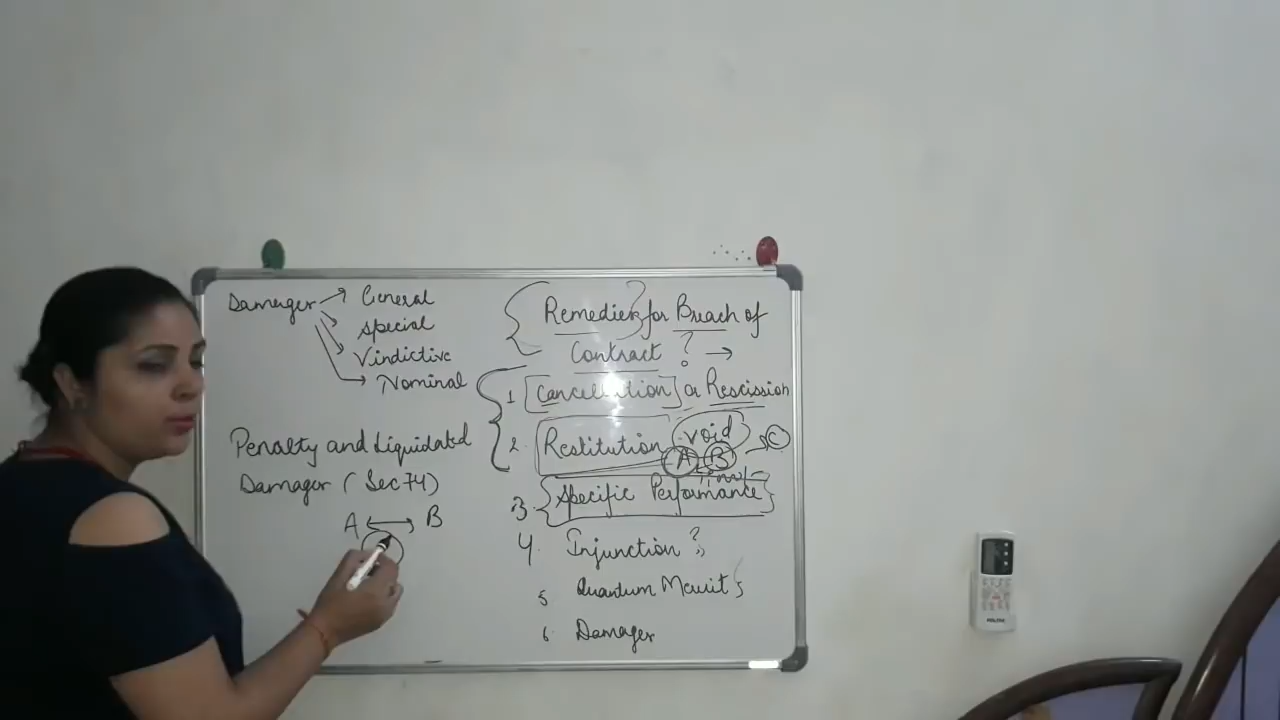 Damages General
Special
Vindictive
Nominal
Penalty and Liquidated
Damages (Sec 74)
A B
Remedies for Breach of
Contract ?
1 Cancellation or Rescission
2. Restitution void
A B C
3. Specific Performance
4. Injunction ?
5 Quantum Meruit
6. Damages